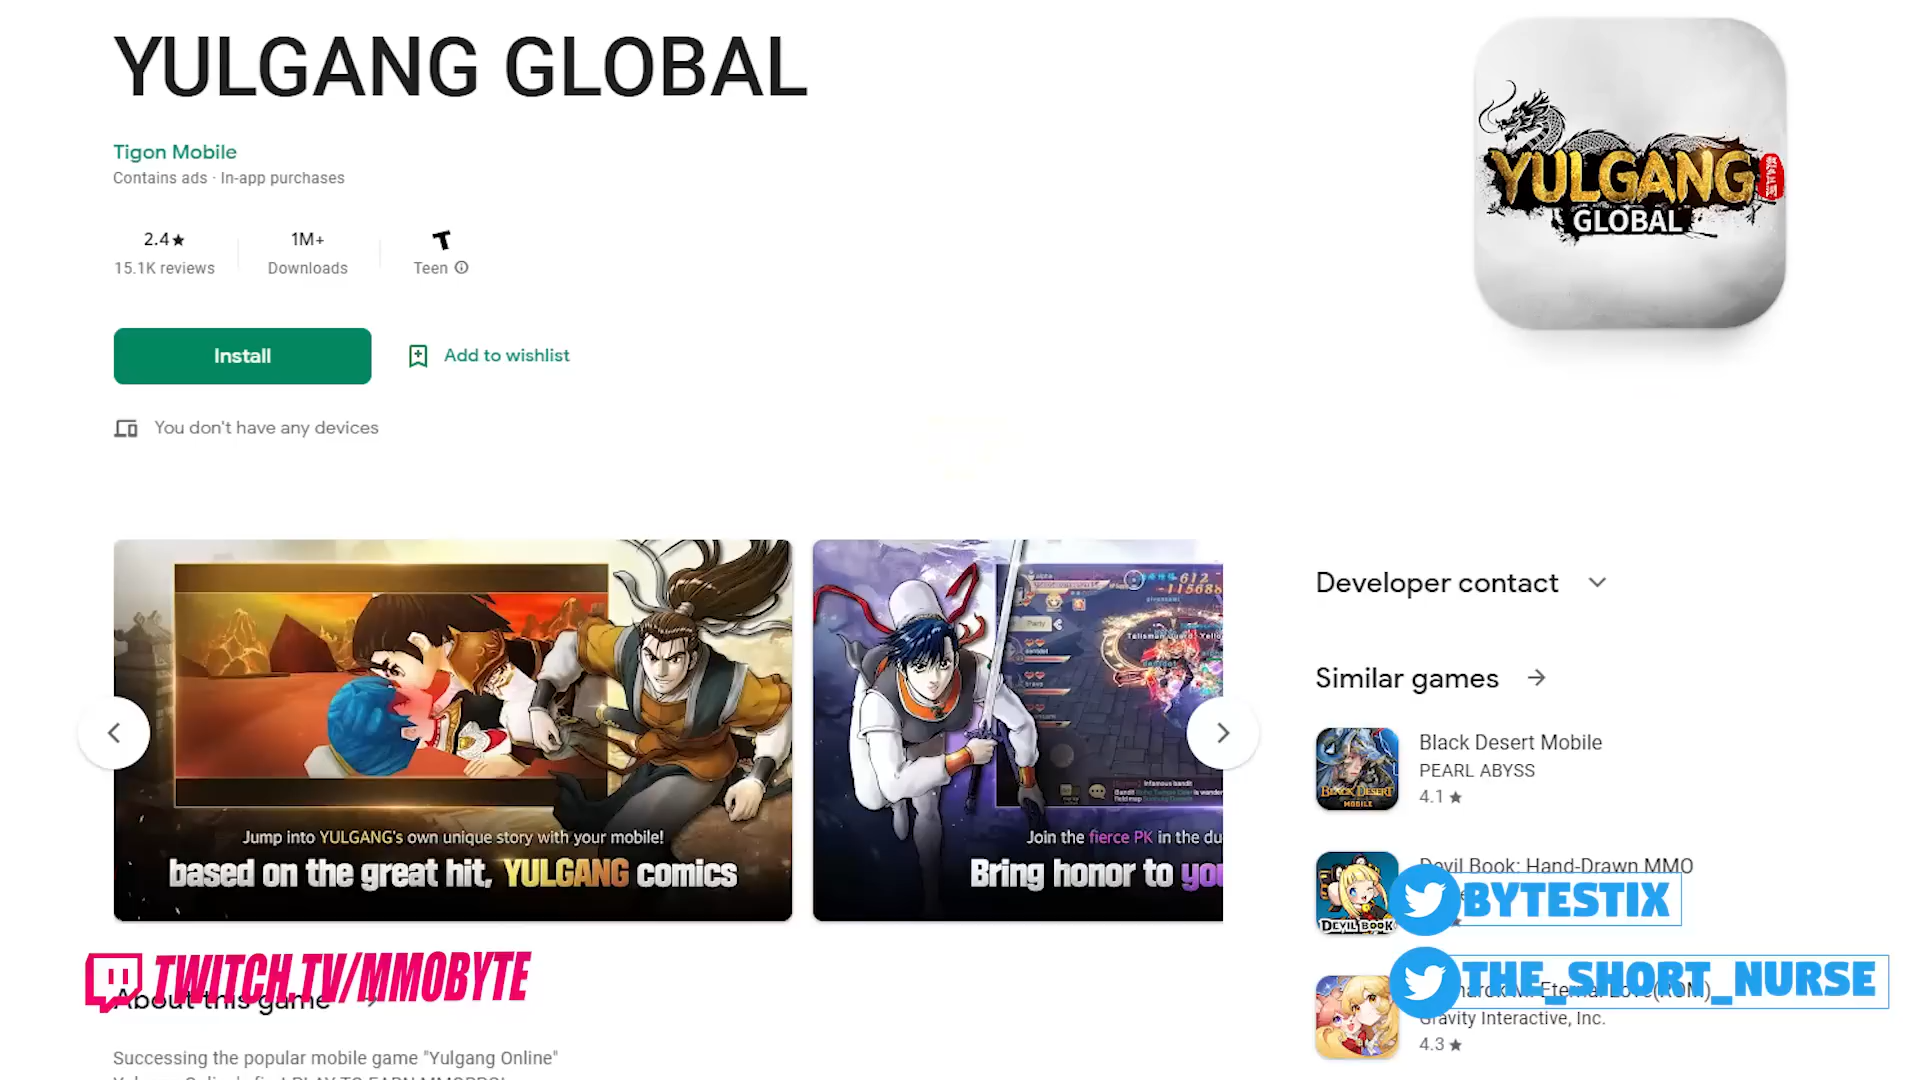 YULGANG GLOBAL
Tigon Mobile
Contains ads · In-app purchases
2.4★
15.1K reviews
1M+
Downloads
Teen
Install
Add to wishlist
You don't have any devices
YULGANG
GLOBAL
Jump into YULGANG's own unique story with your mobile!
based on the great hit, YULGANG comics
Party
Join the fierce PK in the du
Bring honor to you
Developer contact
Similar games
Black Desert Mobile
PEARL ABYSS
4.1 ★
BLACK DESERT
MOBILE
Devil Book: Hand-Drawn MMO
DEVIL BOOK
BYTESTIX
THE_SHORT_NURSE
Gravity Interactive, Inc.
4.3 ★
TWITCH.TV/MMOBYTE
About this game
Successing the popular mobile game "Yulgang Online"